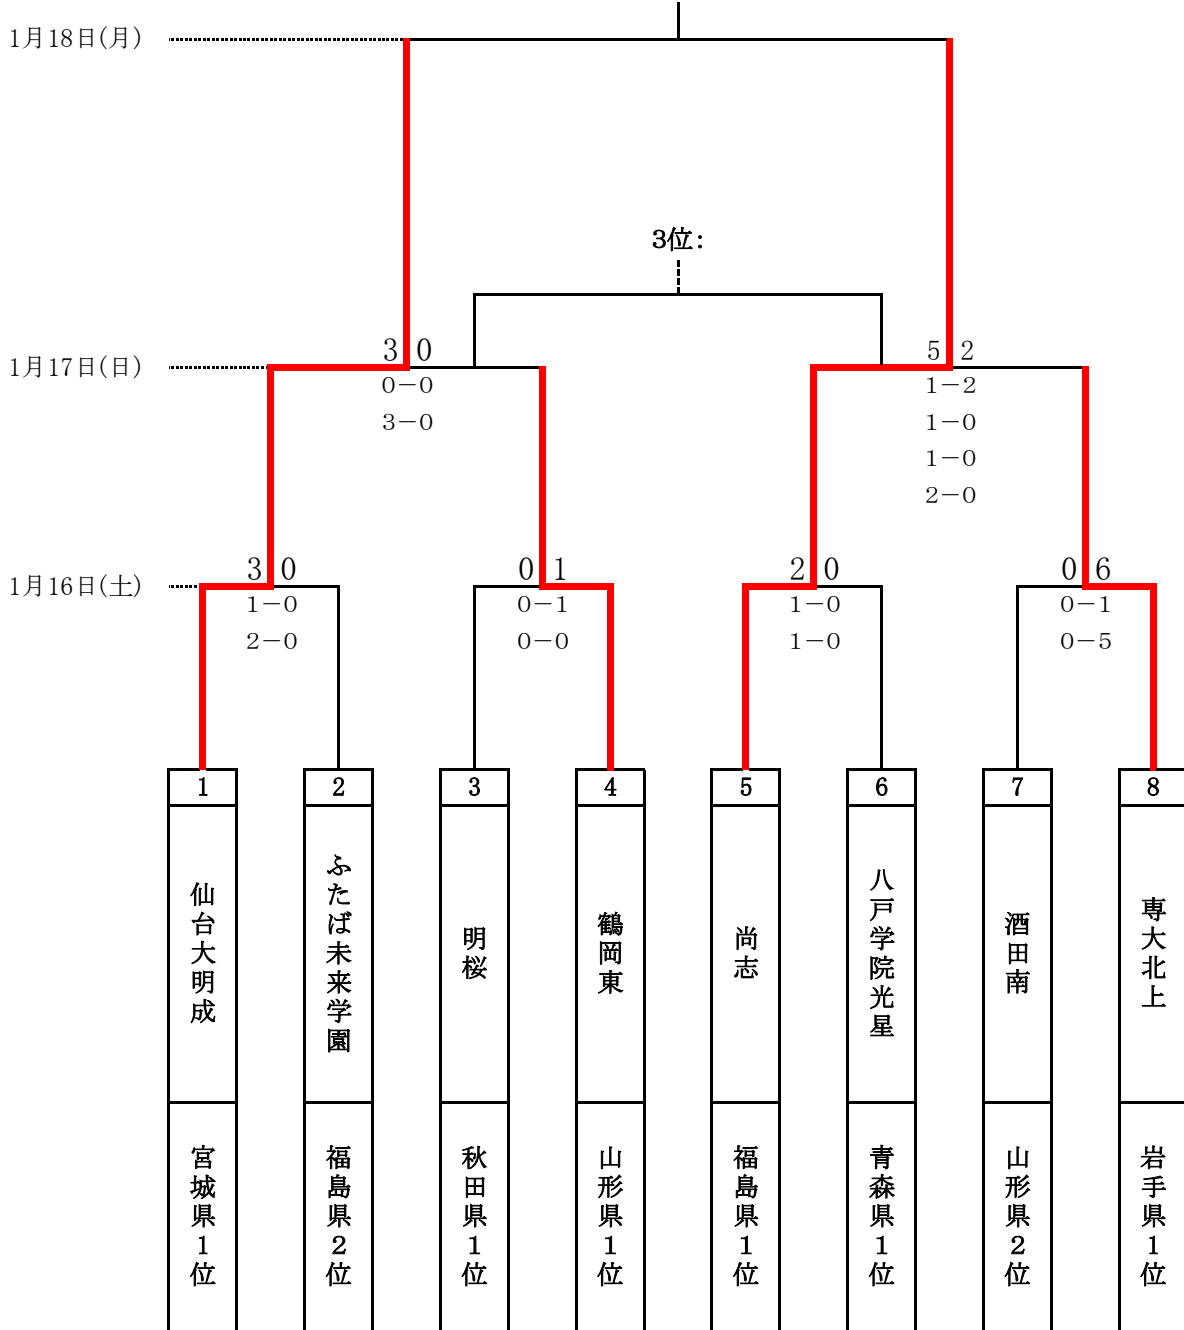 1月18日(月)
3位:
1月17日(日)
3 0
0－0
3－0
5 2
1－2
1－0
1－0
2－0
1月16日(土)
3 0
1－0
2－0
0 1
0－1
0－0
2 0
1－0
1－0
0 6
0－1
0－5
1
2
3
4
5
6
7
8
仙台大明成
ふたば未来学園
明桜
鶴岡東
尚志
八戸学院光星
酒田南
専大北上
宮城県1位
福島県2位
秋田県1位
山形県1位
福島県1位
青森県1位
山形県2位
岩手県1位